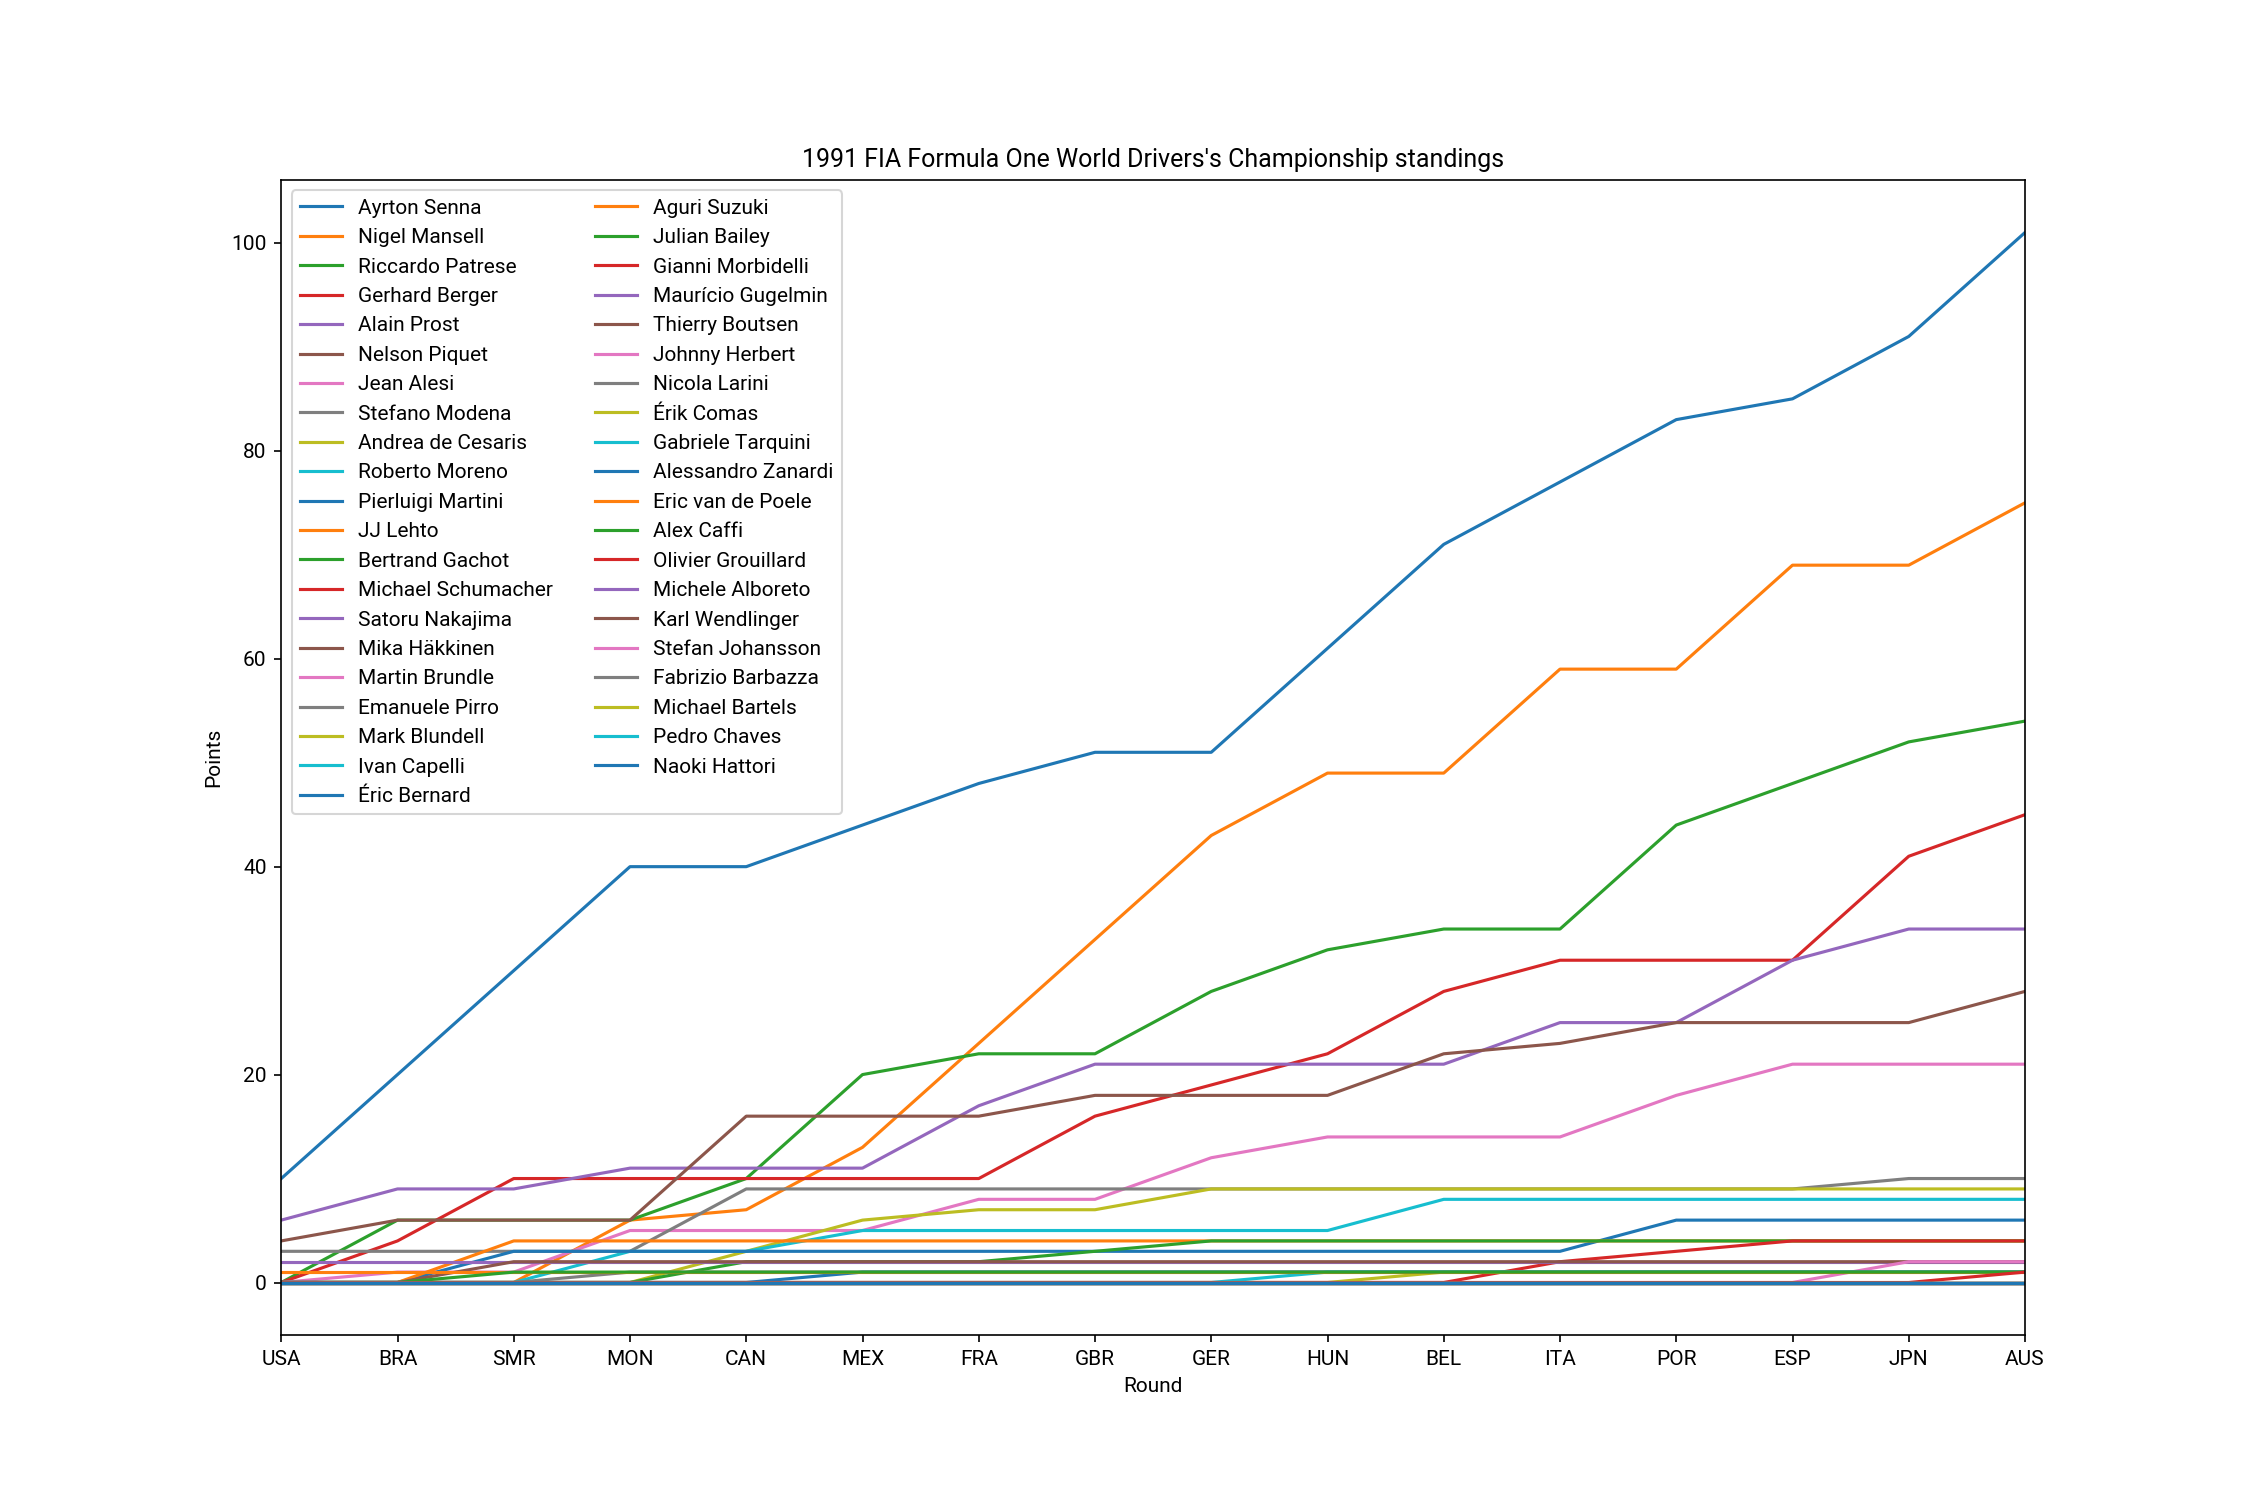 1991 FIA Formula One World Drivers's Championship standings
Ayrton Senna
Nigel Mansell
Riccardo Patrese
Gerhard Berger
Alain Prost
Nelson Piquet
Jean Alesi
Stefano Modena
Andrea de Cesaris
Roberto Moreno
Pierluigi Martini
JJ Lehto
Bertrand Gachot
Michael Schumacher
Satoru Nakajima
Mika Häkkinen
Martin Brundle
Emanuele Pirro
Mark Blundell
Ivan Capelli
Éric Bernard
Aguri Suzuki
Julian Bailey
Gianni Morbidelli
Maurício Gugelmin
Thierry Boutsen
Johnny Herbert
Nicola Larini
Érik Comas
Gabriele Tarquini
Alessandro Zanardi
Eric van de Poele
Alex Caffi
Olivier Grouillard
Michele Alboreto
Karl Wendlinger
Stefan Johansson
Fabrizio Barbazza
Michael Bartels
Pedro Chaves
Naoki Hattori
100
80
60
40
20
0
Points
USA BRA SMR MON CAN MEX FRA GBR GER HUN BEL ITA POR ESP JPN AUS
Round